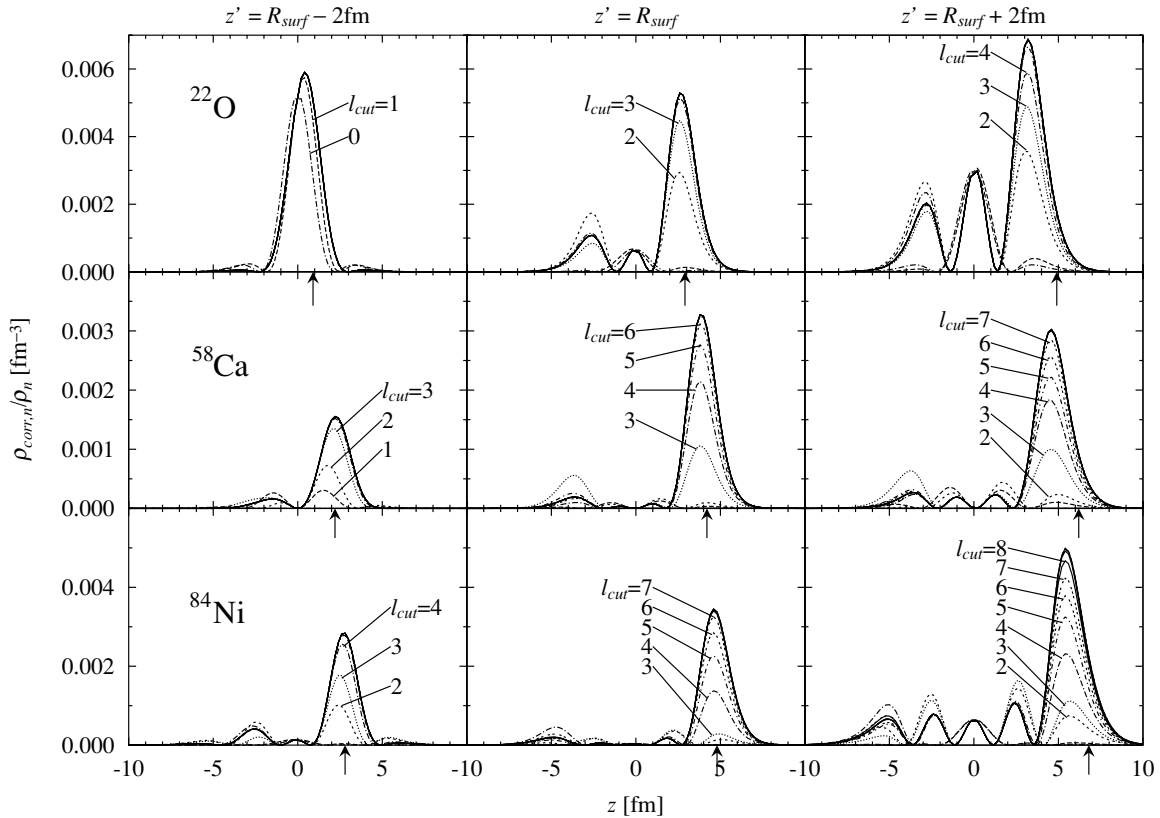 z' = R_surf − 2fm
z' = R_surf
z' = R_surf + 2fm
ρ_corr,n/ρ_n [fm⁻³]
0.006
0.004
0.002
0.000
²²O
l_cut=1
0
l_cut=3
2
l_cut=4
3
2
0.003
0.002
0.001
0.000
⁵⁸Ca
l_cut=3
2
1
l_cut=6
5
4
3
l_cut=7
6
5
4
3
2
0.004
0.002
0.000
⁸⁴Ni
l_cut=4
3
2
l_cut=7
6
5
4
3
l_cut=8
7
6
5
4
3
2
-10 -5 0 5 -5 0 5 -5 0 5 10
z [fm]